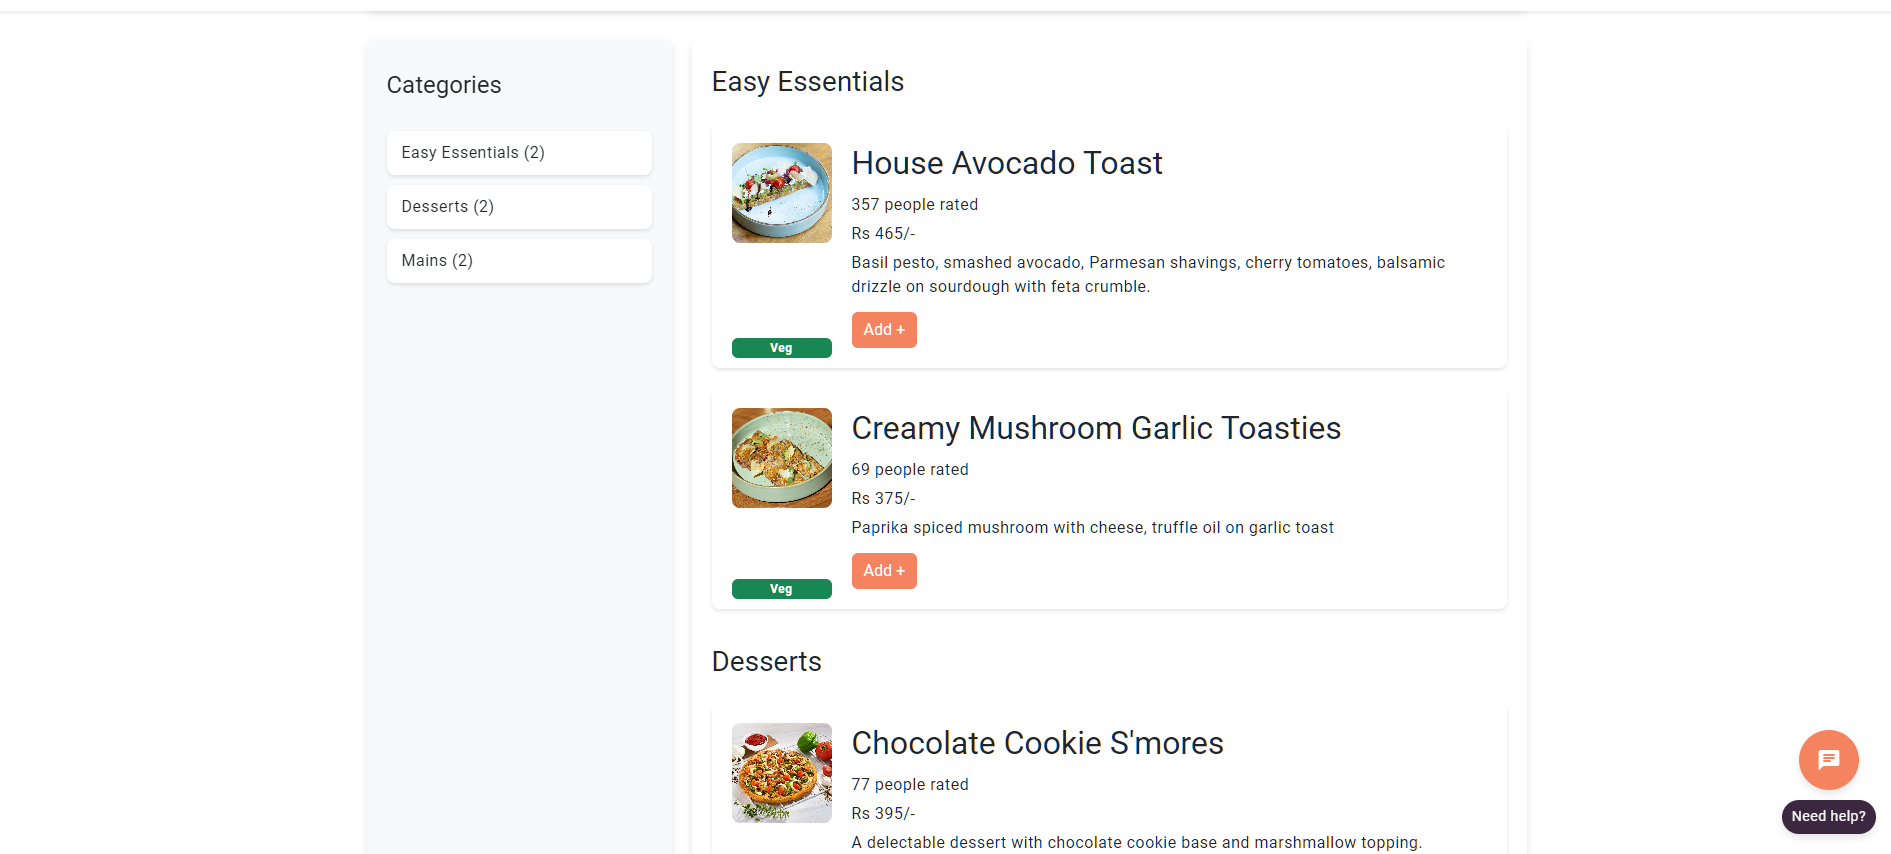 Categories
Easy Essentials (2)
Desserts (2)
Mains (2)
Easy Essentials
House Avocado Toast
357 people rated
Rs 465/-
Basil pesto, smashed avocado, Parmesan shavings, cherry tomatoes, balsamic
drizzle on sourdough with feta crumble.
Add +
Veg
Creamy Mushroom Garlic Toasties
69 people rated
Rs 375/-
Paprika spiced mushroom with cheese, truffle oil on garlic toast
Add +
Veg
Desserts
Chocolate Cookie S'mores
77 people rated
Rs 395/-
A delectable dessert with chocolate cookie base and marshmallow topping.
Need help?